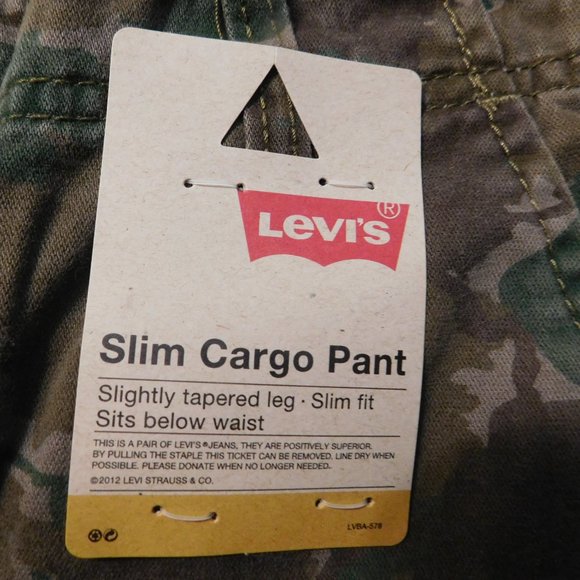 LEVI'S®
Slim Cargo Pant
Slightly tapered leg · Slim fit
Sits below waist
THIS IS A PAIR OF LEVI'S®JEANS, THEY ARE POSITIVELY SUPERIOR.
BY PULLING THE STAPLE THIS TICKET CAN BE REMOVED. LINE DRY WHEN
POSSIBLE. PLEASE DONATE WHEN NO LONGER NEEDED.
©2012 LEVI STRAUSS & CO.
LVBA-578